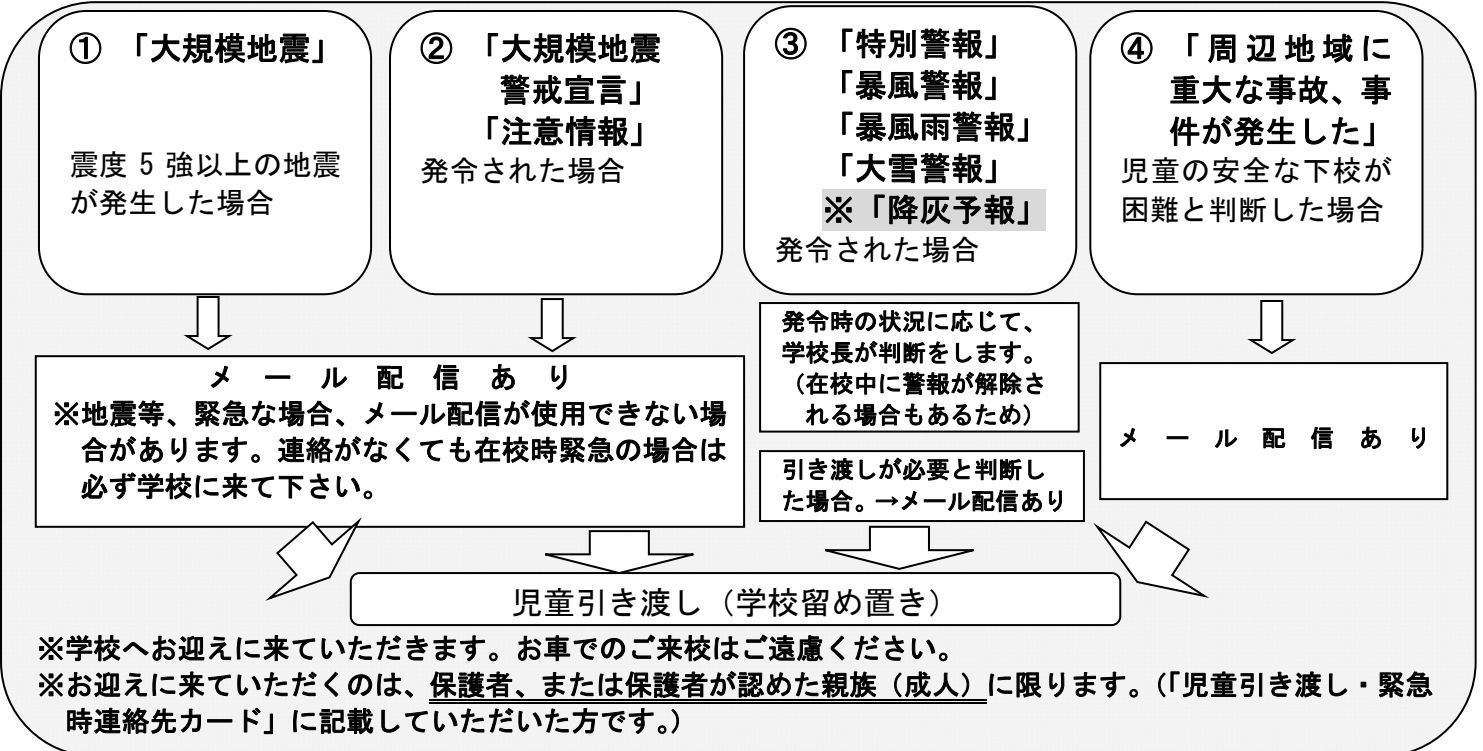 ① 「大規模地震」
震度 5 強以上の地震
が発生した場合
② 「大規模地震
警戒宣言」
「注意情報」
発令された場合
③ 「特別警報」
「暴風警報」
「暴風雨警報」
「大雪警報」
※「降灰予報」
発令された場合
④ 「周辺地域に
重大な事故、事
件が発生した」
児童の安全な下校が
困難と判断した場合
メール配信あり
※地震等、緊急な場合、メール配信が使用できない場
合があります。連絡がなくても在校時緊急の場合は
必ず学校に来て下さい。
発令時の状況に応じて、
学校長が判断をします。
（在校中に警報が解除さ
れる場合もあるため）
引き渡しが必要と判断し
た場合。→メール配信あり
メール配信あり
児童引き渡し（学校留め置き）
※学校へお迎えに来ていただきます。お車でのご来校はご遠慮ください。
※お迎えに来ていただくのは、保護者、または保護者が認めた親族（成人）に限ります。（「児童引き渡し・緊急
時連絡先カード」に記載していただいた方です。）